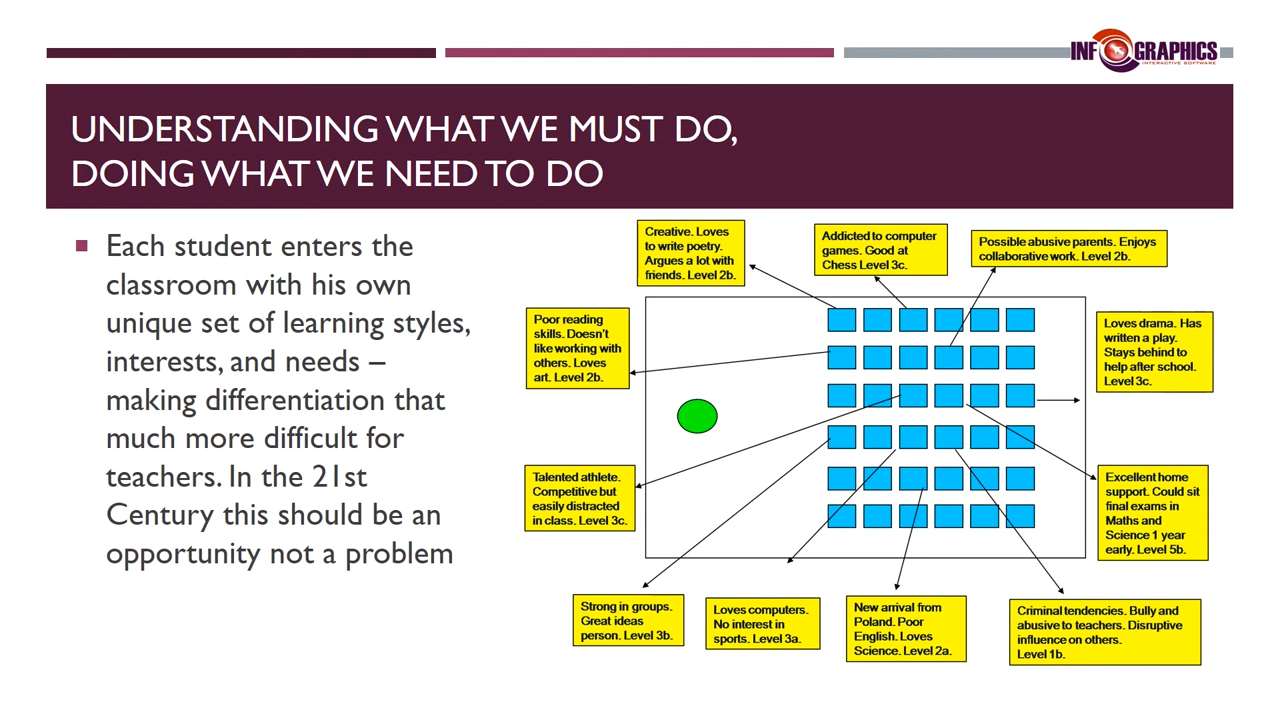 INFOGRAPHICS
INTERACTIVE SOFTWARE
UNDERSTANDING WHAT WE MUST DO,
DOING WHAT WE NEED TO DO
Each student enters the
classroom with his own
unique set of learning styles,
interests, and needs –
making differentiation that
much more difficult for
teachers. In the 21st
Century this should be an
opportunity not a problem
Creative. Loves
to write poetry.
Argues a lot with
friends. Level 2b.
Addicted to computer
games. Good at
Chess Level 3c.
Possible abusive parents. Enjoys
collaborative work. Level 2b.
Poor reading
skills. Doesn't
like working with
others. Loves
art. Level 2b.
Loves drama. Has
written a play.
Stays behind to
help after school.
Level 3c.
Talented athlete.
Competitive but
easily distracted
in class. Level 3c.
Excellent home
support. Could sit
final exams in
Maths and
Science 1 year
early. Level 5b.
Strong in groups.
Great ideas
person. Level 3b.
Loves computers.
No interest in
sports. Level 3a.
New arrival from
Poland. Poor
English. Loves
Science. Level 2a.
Criminal tendencies. Bully and
abusive to teachers. Disruptive
influence on others.
Level 1b.